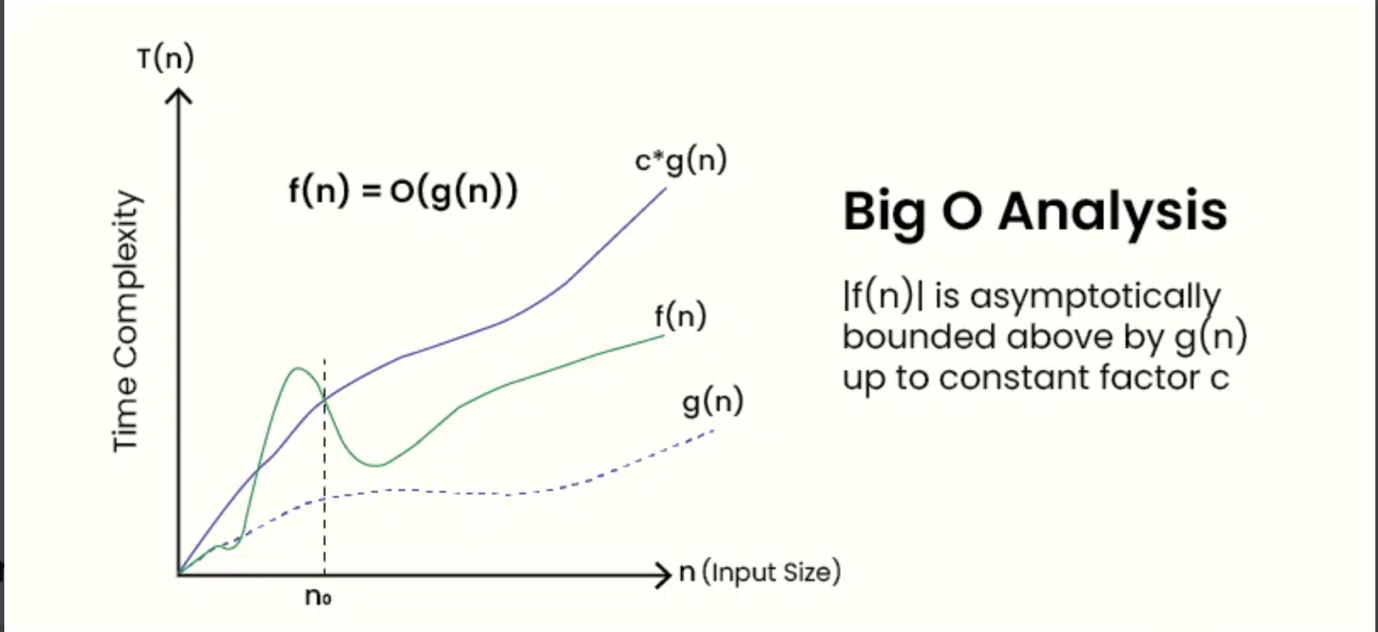 T(n)
c*g(n)
f(n) = O(g(n))
Big O Analysis
Time Complexity
|f(n)| is asymptotically
bounded above by g(n)
up to constant factor c
f(n)
g(n)
n (Input Size)
n₀